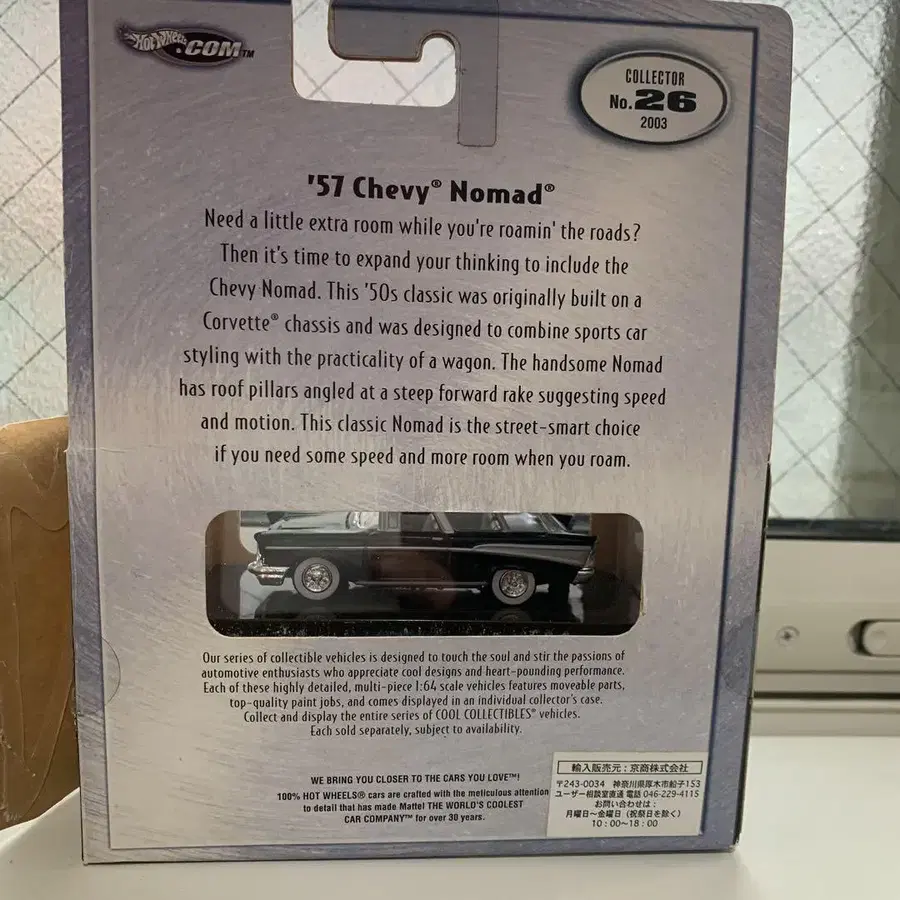 Hot Wheels.COM™
COLLECTOR
No. 26
2003
'57 Chevy® Nomad®
Need a little extra room while you're roamin' the roads?
Then it's time to expand your thinking to include the
Chevy Nomad. This '50s classic was originally built on a
Corvette® chassis and was designed to combine sports car
styling with the practicality of a wagon. The handsome Nomad
has roof pillars angled at a steep forward rake suggesting speed
and motion. This classic Nomad is the street-smart choice
if you need some speed and more room when you roam.
Our series of collectible vehicles is designed to touch the soul and stir the passions of
automotive enthusiasts who appreciate cool designs and heart-pounding performance.
Each of these highly detailed, multi-piece 1:64 scale vehicles features moveable parts,
top-quality paint jobs, and comes displayed in an individual collector's case.
Collect and display the entire series of COOL COLLECTIBLES® vehicles.
Each sold separately, subject to availability.
WE BRING YOU CLOSER TO THE CARS YOU LOVE™!
100% HOT WHEELS® cars are crafted with the meticulous attention
to detail that has made Mattel THE WORLD'S COOLEST
CAR COMPANY™ for over 30 years.
輸入販売元:京商株式会社
〒243-0034 神奈川県厚木市船子153
ユーザー相談室直通 電話 046-229-4115
お問い合わせは:
月曜日〜金曜日(祝祭日を除く)
10:00〜18:00